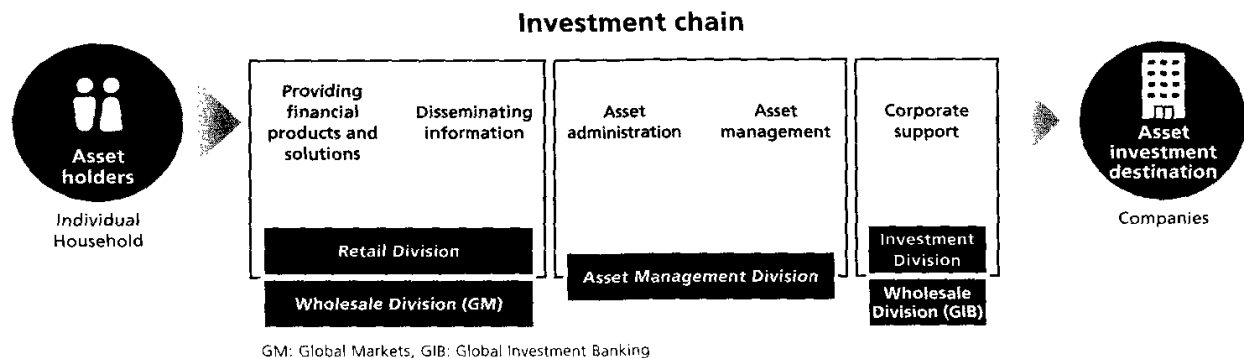 Investment chain
Asset
holders
Individual
Household
Providing
financial
products and
solutions
Disseminating
information
Retail Division
Wholesale Division (GM)
Asset
administration
Asset
management
Asset Management Division
Corporate
support
Investment
Division
Wholesale
Division (GIB)
Asset
investment
destination
Companies
GM: Global Markets, GIB: Global Investment Banking